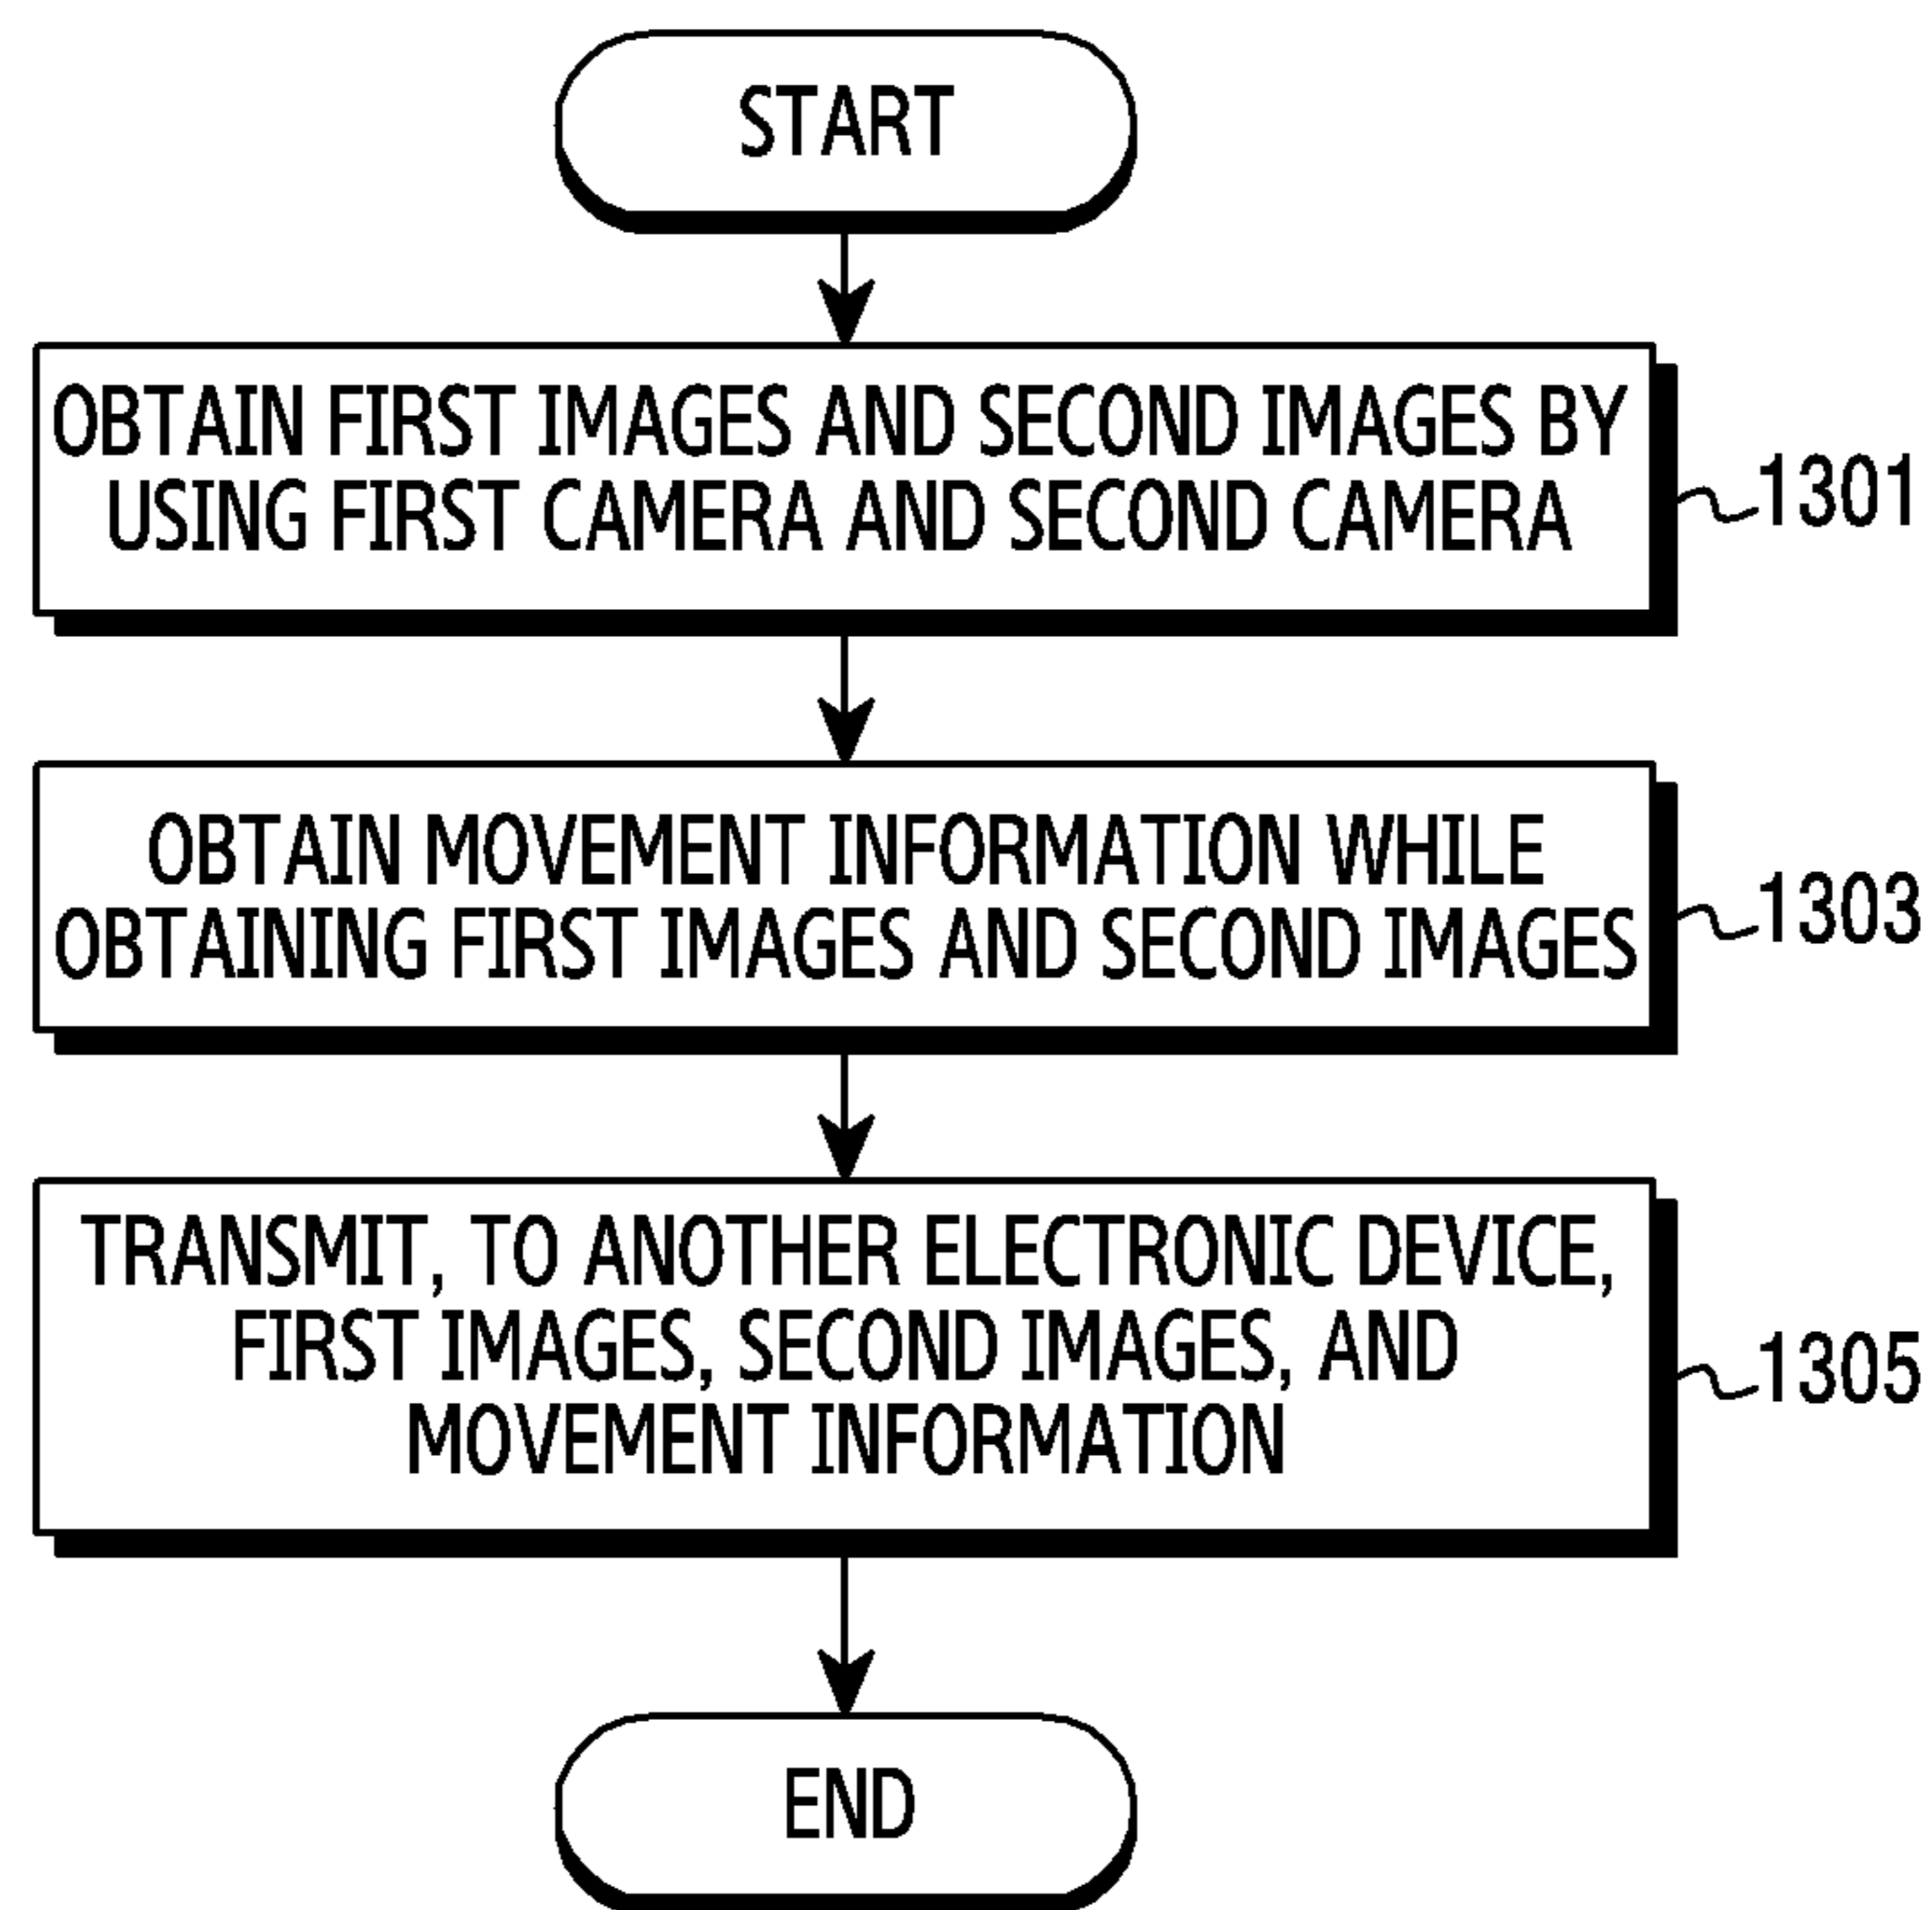 START
OBTAIN FIRST IMAGES AND SECOND IMAGES BY
USING FIRST CAMERA AND SECOND CAMERA
1301
OBTAIN MOVEMENT INFORMATION WHILE
OBTAINING FIRST IMAGES AND SECOND IMAGES
1303
TRANSMIT, TO ANOTHER ELECTRONIC DEVICE,
FIRST IMAGES, SECOND IMAGES, AND
MOVEMENT INFORMATION
1305
END